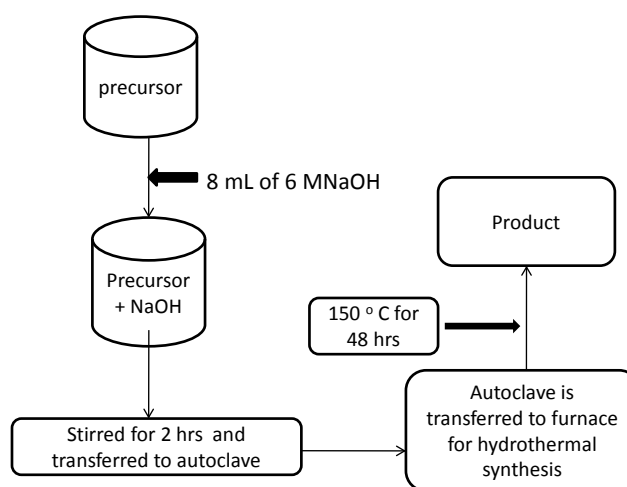 precursor
8 mL of 6 MNaOH
Precursor
+ NaOH
Stirred for 2 hrs and
transferred to autoclave
Autoclave is
transferred to furnace
for hydrothermal
synthesis
150 o C for
48 hrs
Product